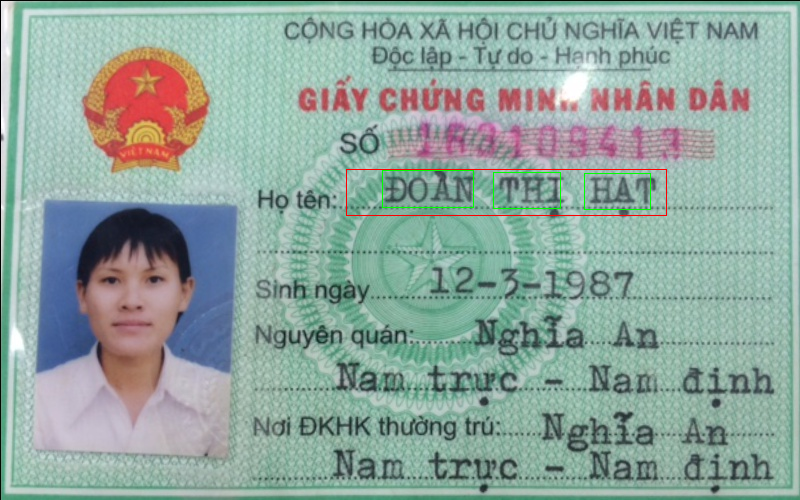 CỘNG HÒA XÃ HỘI CHỦ NGHĨA VIỆT NAM
Độc lập - Tự do - Hạnh phúc
GIẤY CHỨNG MINH NHÂN DÂN
SỐ
VIỆT NAM
Họ tên: ĐOÀN THỊ HẠT
Sinh ngày 12-3-1987
Nguyên quán: Nghĩa An
Nam trực - Nam định
Nơi ĐKHK thường trú: Nghĩa An
Nam trực - Nam định